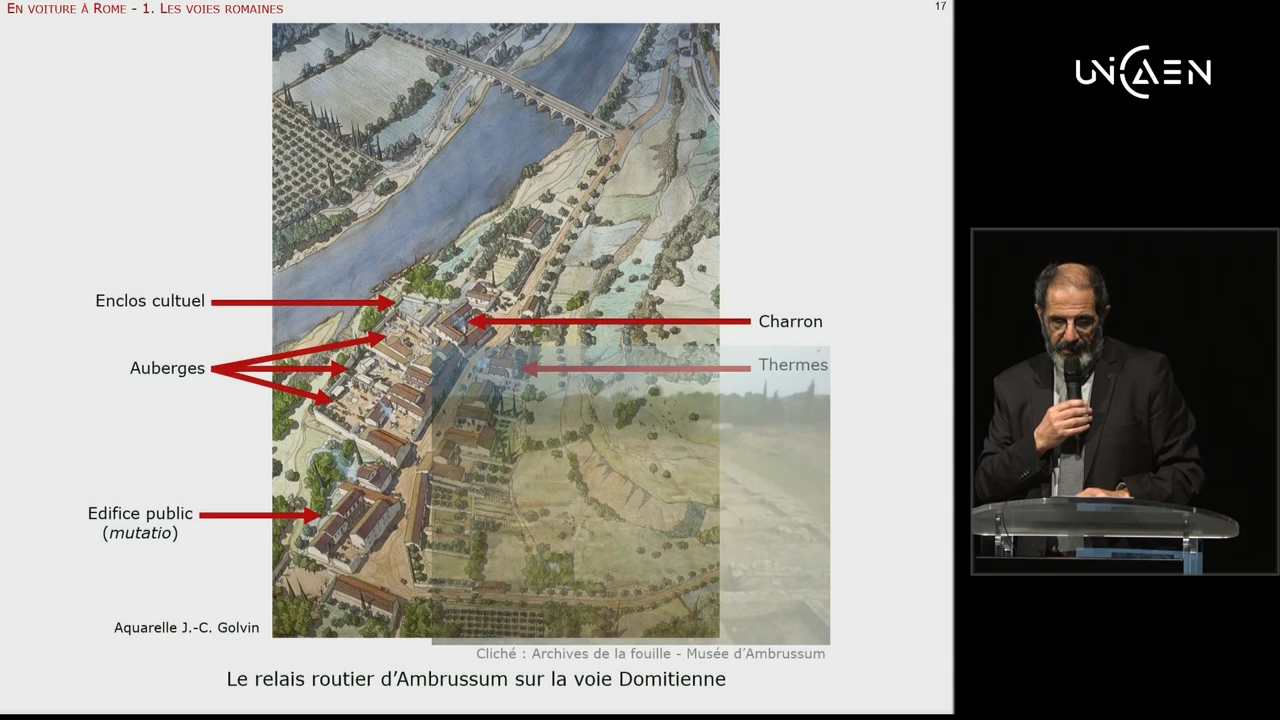 EN VOITURE À ROME - 1. LES VOIES ROMAINES
17
UNICAEN
Enclos cultuel
Charron
Auberges
Thermes
Edifice public
(mutatio)
Aquarelle J.-C. Golvin
Cliché : Archives de la fouille - Musée d'Ambrussum
Le relais routier d'Ambrussum sur la voie Domitienne